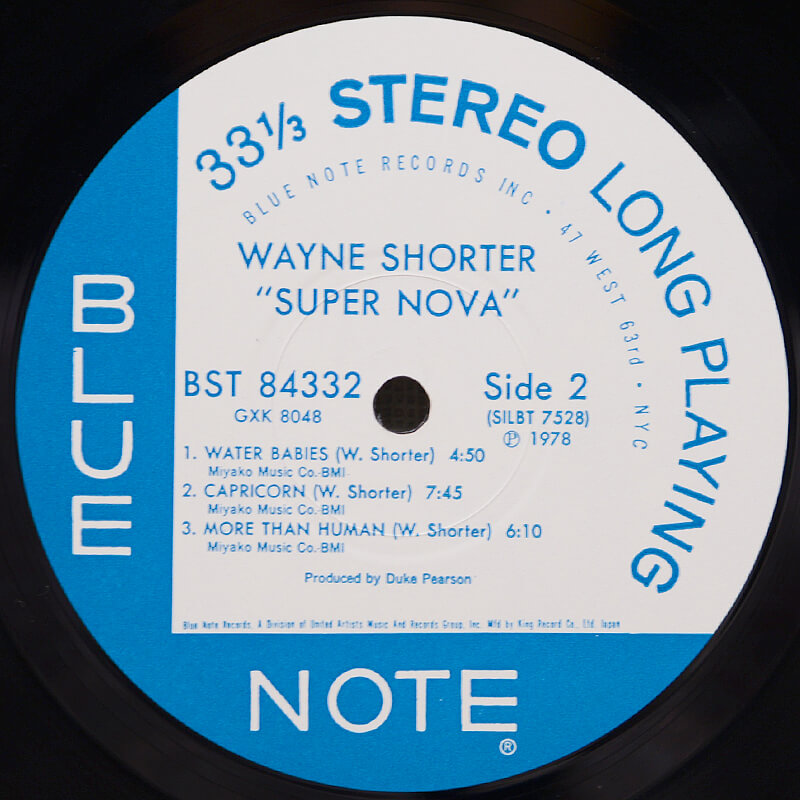 33⅓ STEREO LONG PLAYING
BLUE NOTE RECORDS INC • 47 WEST 63rd • NYC
WAYNE SHORTER
"SUPER NOVA"
BST 84332
GXK 8048
Side 2
(SILBT 7528)
℗ 1978
1. WATER BABIES (W. Shorter) 4:50
Miyako Music Co.-BMI
2. CAPRICORN (W. Shorter) 7:45
Miyako Music Co.-BMI
3. MORE THAN HUMAN (W. Shorter) 6:10
Miyako Music Co.-BMI
Produced by Duke Pearson
Blue Note Records. A Division of United Artists Music And Records Group, Inc. Mfd by King Record Co., Ltd. Japan
BLUE
NOTE
®